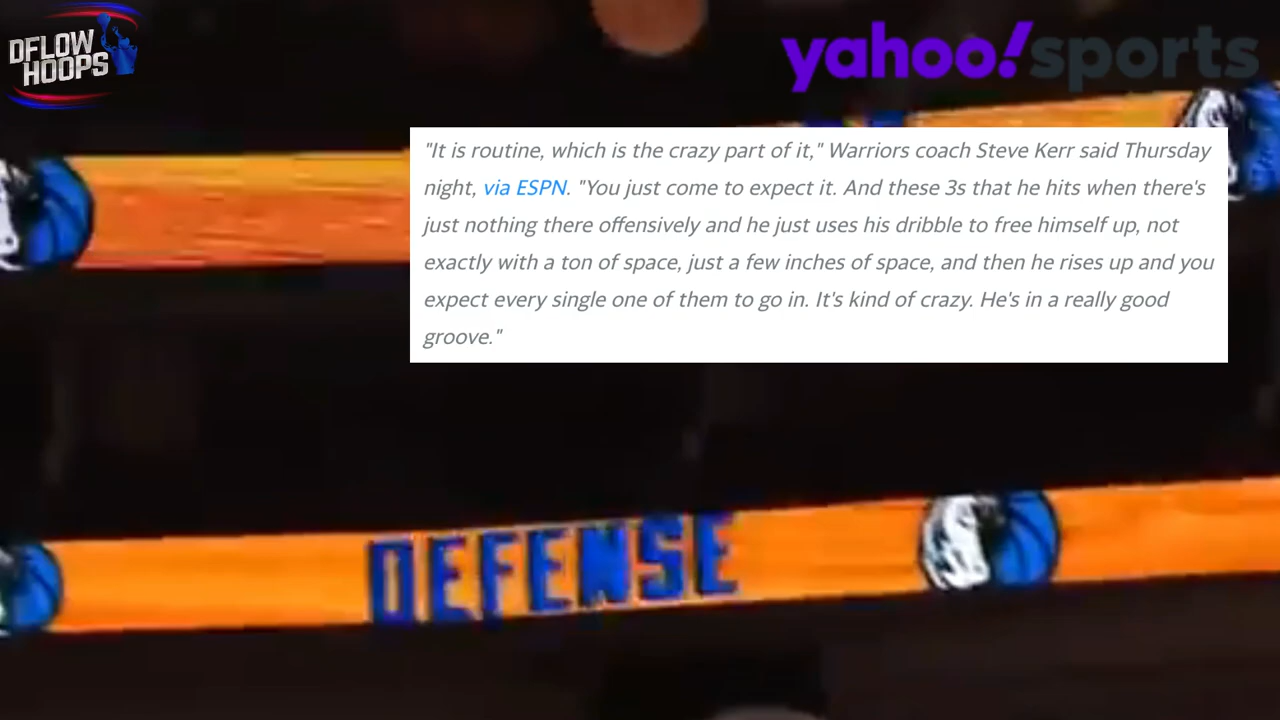 DFLOW
HOOPS
yahoo!sports
"It is routine, which is the crazy part of it," Warriors coach Steve Kerr said Thursday
night, via ESPN. "You just come to expect it. And these 3s that he hits when there's
just nothing there offensively and he just uses his dribble to free himself up, not
exactly with a ton of space, just a few inches of space, and then he rises up and you
expect every single one of them to go in. It's kind of crazy. He's in a really good
groove."
DEFENSE